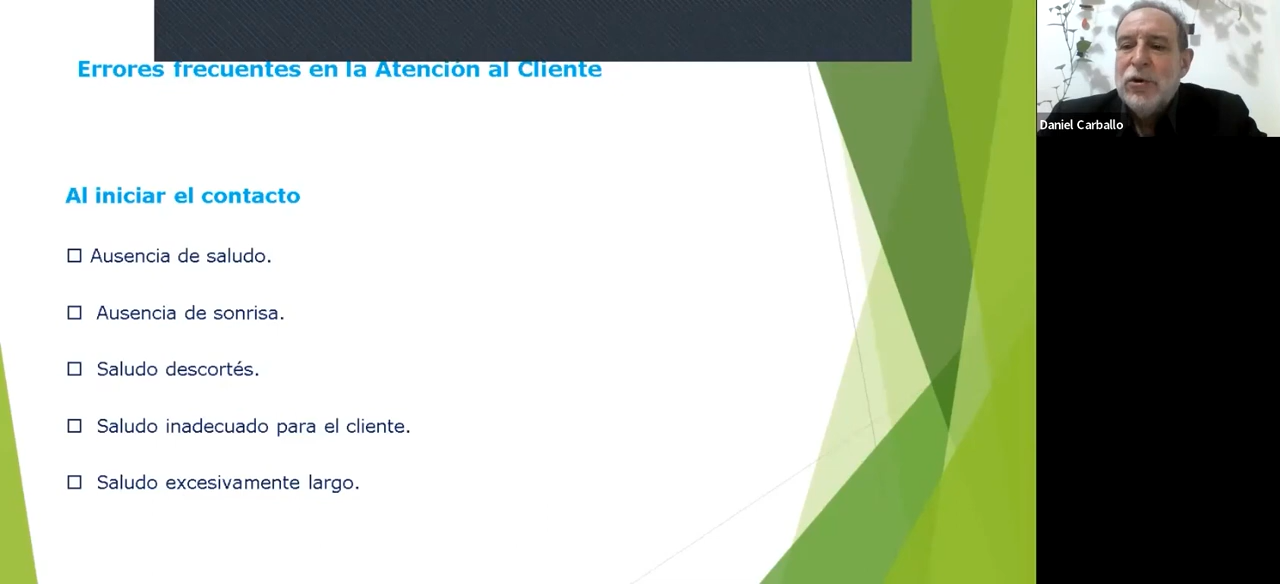 Errores frecuentes en la Atención al Cliente
Al iniciar el contacto
☐ Ausencia de saludo.
☐ Ausencia de sonrisa.
☐ Saludo descortés.
☐ Saludo inadecuado para el cliente.
☐ Saludo excesivamente largo.
Daniel Carballo